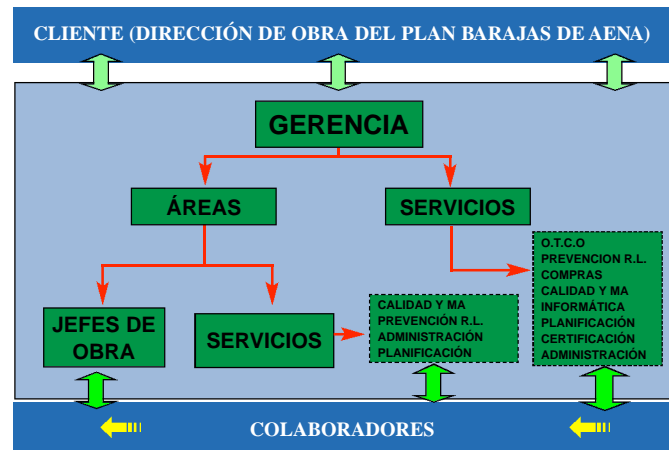 CLIENTE (DIRECCIÓN DE OBRA DEL PLAN BARAJAS DE AENA)
GERENCIA
ÁREAS
SERVICIOS
O.T.C.O
PREVENCION R.L.
COMPRAS
CALIDAD Y MA
INFORMÁTICA
PLANIFICACIÓN
CERTIFICACIÓN
ADMINISTRACIÓN
JEFES DE
OBRA
SERVICIOS
CALIDAD Y MA
PREVENCIÓN R.L.
ADMINISTRACIÓN
PLANIFICACIÓN
COLABORADORES